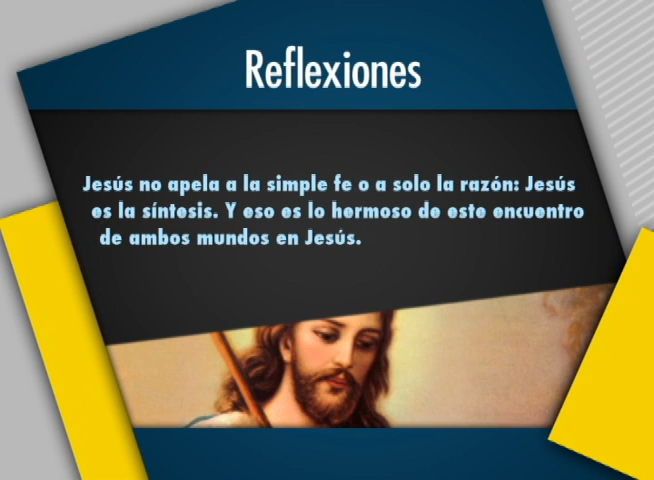 Reflexiones
Jesús no apela a la simple fe o a solo la razón: Jesús
es la síntesis. Y eso es lo hermoso de este encuentro
de ambos mundos en Jesús.